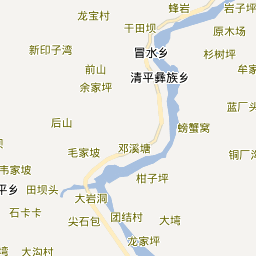 蜂岩
岩子坪
龙宝村
干田坝
原木场
新印子湾
冒水乡
杉树坪
前山
牟家
余家坪
清平彝族乡
蓝厂头
后山
螃蟹窝
毛家坡
邓溪塘
铜厂湾
韦家坡
柑子坪
平乡
田坝头
大岩洞
石卡卡
尖石包
团结村
大塆
大沟村
龙家坪